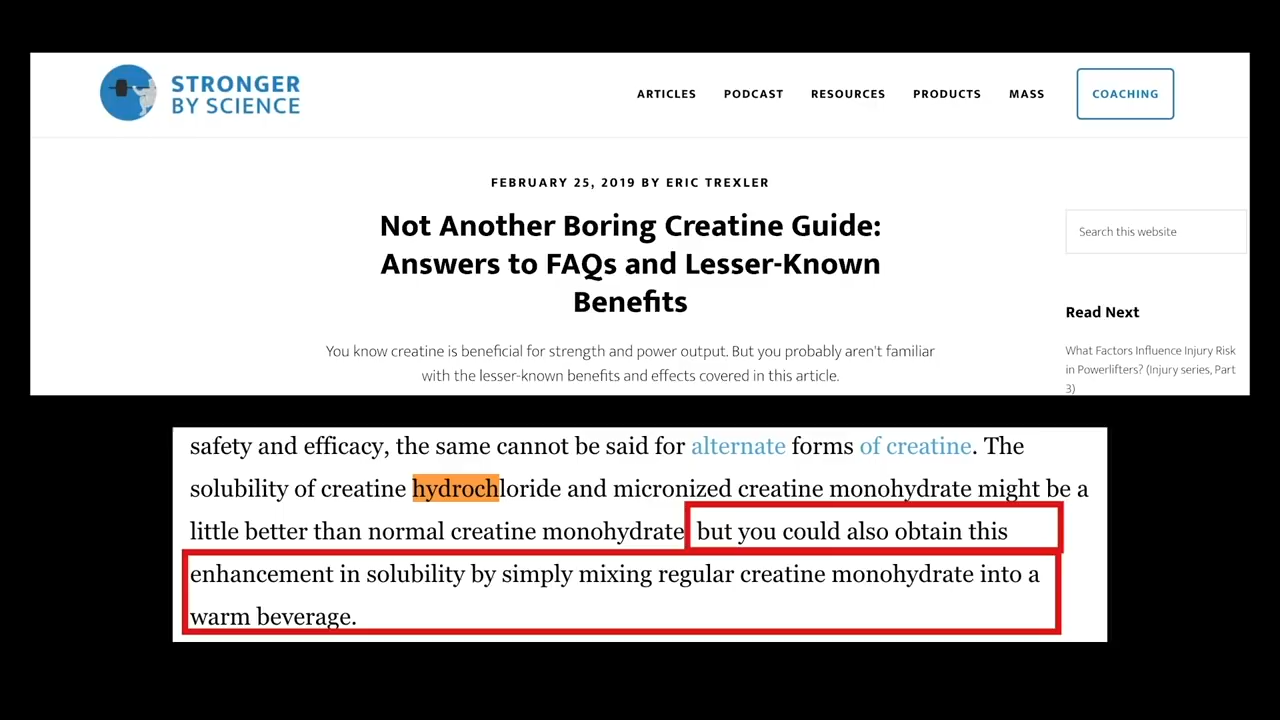 STRONGER
BY SCIENCE
ARTICLES PODCAST RESOURCES PRODUCTS MASS COACHING
FEBRUARY 25, 2019 BY ERIC TREXLER
Not Another Boring Creatine Guide:
Answers to FAQs and Lesser-Known
Benefits
You know creatine is beneficial for strength and power output. But you probably aren't familiar
with the lesser-known benefits and effects covered in this article.
Search this website
Read Next
What Factors Influence Injury Risk
in Powerlifters? (Injury series, Part
3)
safety and efficacy, the same cannot be said for alternate forms of creatine. The
solubility of creatine hydrochloride and micronized creatine monohydrate might be a
little better than normal creatine monohydrate but you could also obtain this
enhancement in solubility by simply mixing regular creatine monohydrate into a
warm beverage.